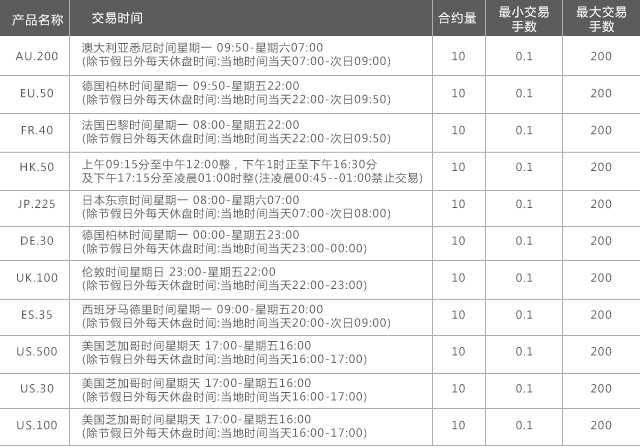 产品名称 交易时间 合约量 最小交易手数 最大交易手数
AU.200 澳大利亚悉尼时间星期一 09:50-星期六07:00 10 0.1 200
(除节假日外每天休盘时间:当地时间当天07:00-次日09:00)
EU.50 德国柏林时间星期一 09:50-星期五22:00 10 0.1 200
(除节假日外每天休盘时间:当地时间当天22:00-次日09:50)
FR.40 法国巴黎时间星期一 08:00-星期五22:00 10 0.1 200
(除节假日外每天休盘时间:当地时间当天22:00-次日09:50)
HK.50 上午09:15分至中午12:00整，下午1时正至下午16:30分 10 0.1 200
及下午17:15分至凌晨01:00时整(注凌晨00:45--01:00禁止交易)
JP.225 日本东京时间星期一 08:00-星期六07:00 10 0.1 200
(除节假日外每天休盘时间:当地时间当天07:00-次日08:00)
DE.30 德国柏林时间星期一 00:00-星期五23:00 10 0.1 200
(除节假日外每天休盘时间:当地时间当天23:00-00:00)
UK.100 伦敦时间星期日 23:00-星期五22:00 10 0.1 200
(除节假日外每天休盘时间:当地时间当天22:00-23:00)
ES.35 西班牙马德里时间星期一 09:00-星期五20:00 10 0.1 200
(除节假日外每天休盘时间:当地时间当天20:00-次日09:00)
US.500 美国芝加哥时间星期天 17:00-星期五16:00 10 0.1 200
(除节假日外每天休盘时间:当地时间当天16:00-17:00)
US.30 美国芝加哥时间星期天 17:00-星期五16:00 10 0.1 200
(除节假日外每天休盘时间:当地时间当天16:00-17:00)
US.100 美国芝加哥时间星期天 17:00-星期五16:00 10 0.1 200
(除节假日外每天休盘时间:当地时间当天16:00-17:00)